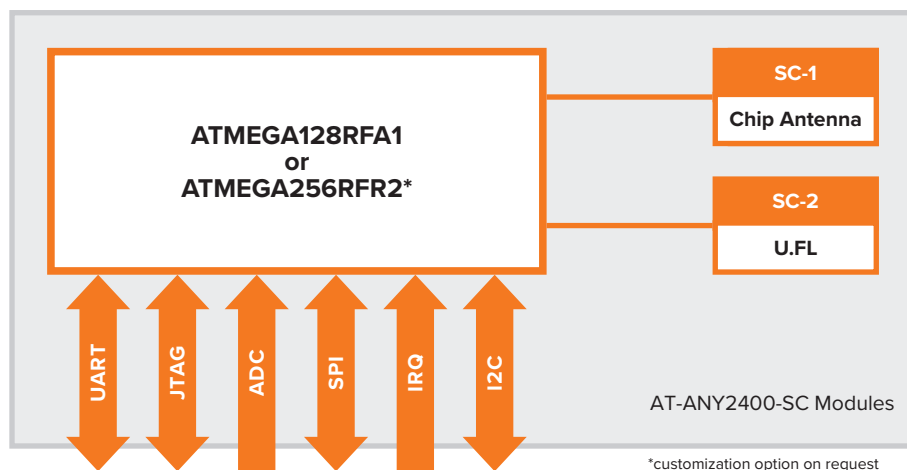 ATMEGA128RFA1
or
ATMEGA256RFR2*
SC-1
Chip Antenna
SC-2
U.FL
UART
JTAG
ADC
SPI
IRQ
I2C
AT-ANY2400-SC Modules
*customization option on request